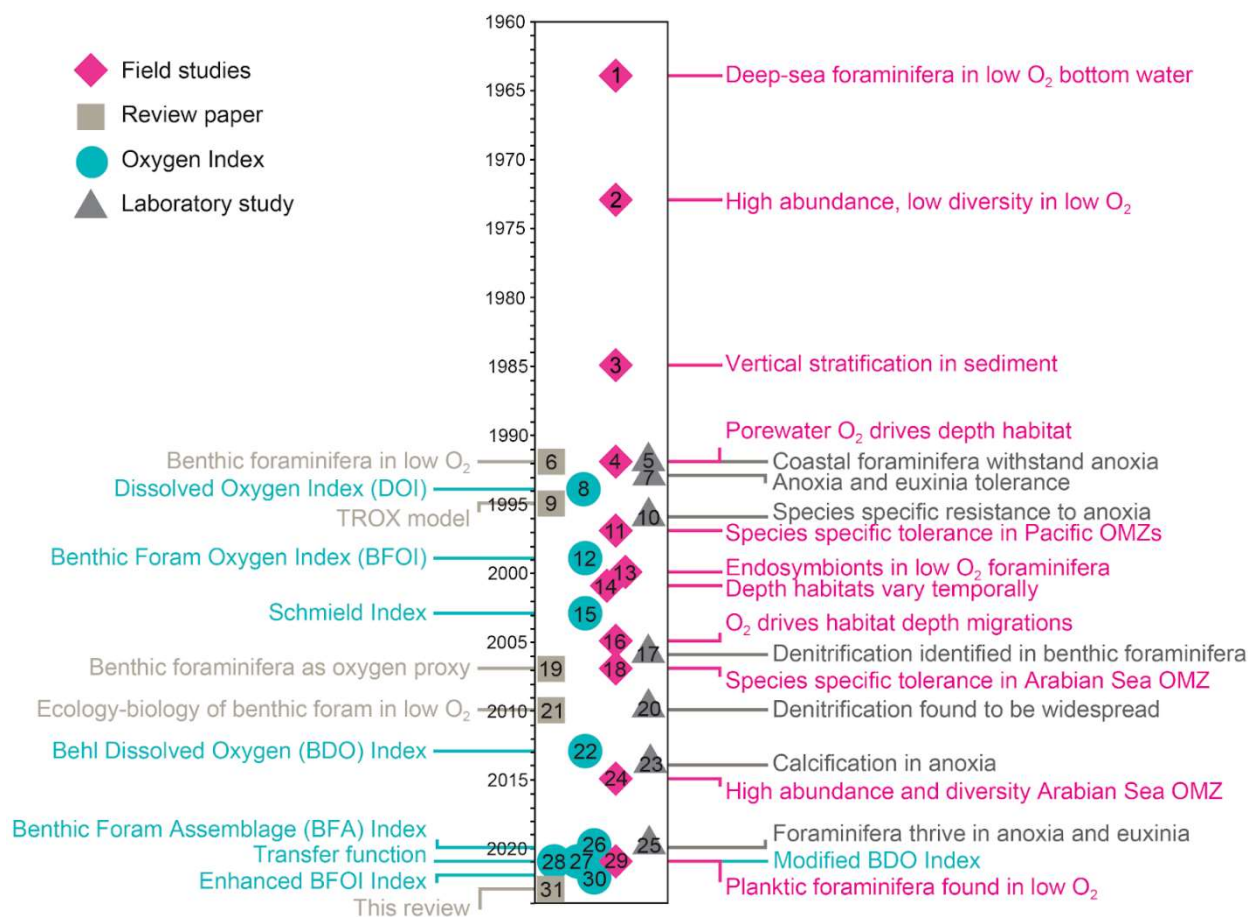 Field studies
Review paper
Oxygen Index
Laboratory study
1960
1965
1970
1975
1980
1985
1990
1995
2000
2005
2010
2015
2020
1
2
3
4
5
6
7
8
9
10
11
12
13
14
15
16
17
18
19
20
21
22
23
24
25
26
27
28
29
30
31
Benthic foraminifera in low O₂
Dissolved Oxygen Index (DOI)
TROX model
Benthic Foram Oxygen Index (BFOI)
Schmield Index
Benthic foraminifera as oxygen proxy
Ecology-biology of benthic foram in low O₂
Behl Dissolved Oxygen (BDO) Index
Benthic Foram Assemblage (BFA) Index
Transfer function
Enhanced BFOI Index
This review
Deep-sea foraminifera in low O₂ bottom water
High abundance, low diversity in low O₂
Vertical stratification in sediment
Porewater O₂ drives depth habitat
Coastal foraminifera withstand anoxia
Anoxia and euxinia tolerance
Species specific resistance to anoxia
Species specific tolerance in Pacific OMZs
Endosymbionts in low O₂ foraminifera
Depth habitats vary temporally
O₂ drives habitat depth migrations
Denitrification identified in benthic foraminifera
Species specific tolerance in Arabian Sea OMZ
Denitrification found to be widespread
Calcification in anoxia
High abundance and diversity Arabian Sea OMZ
Foraminifera thrive in anoxia and euxinia
Modified BDO Index
Planktic foraminifera found in low O₂